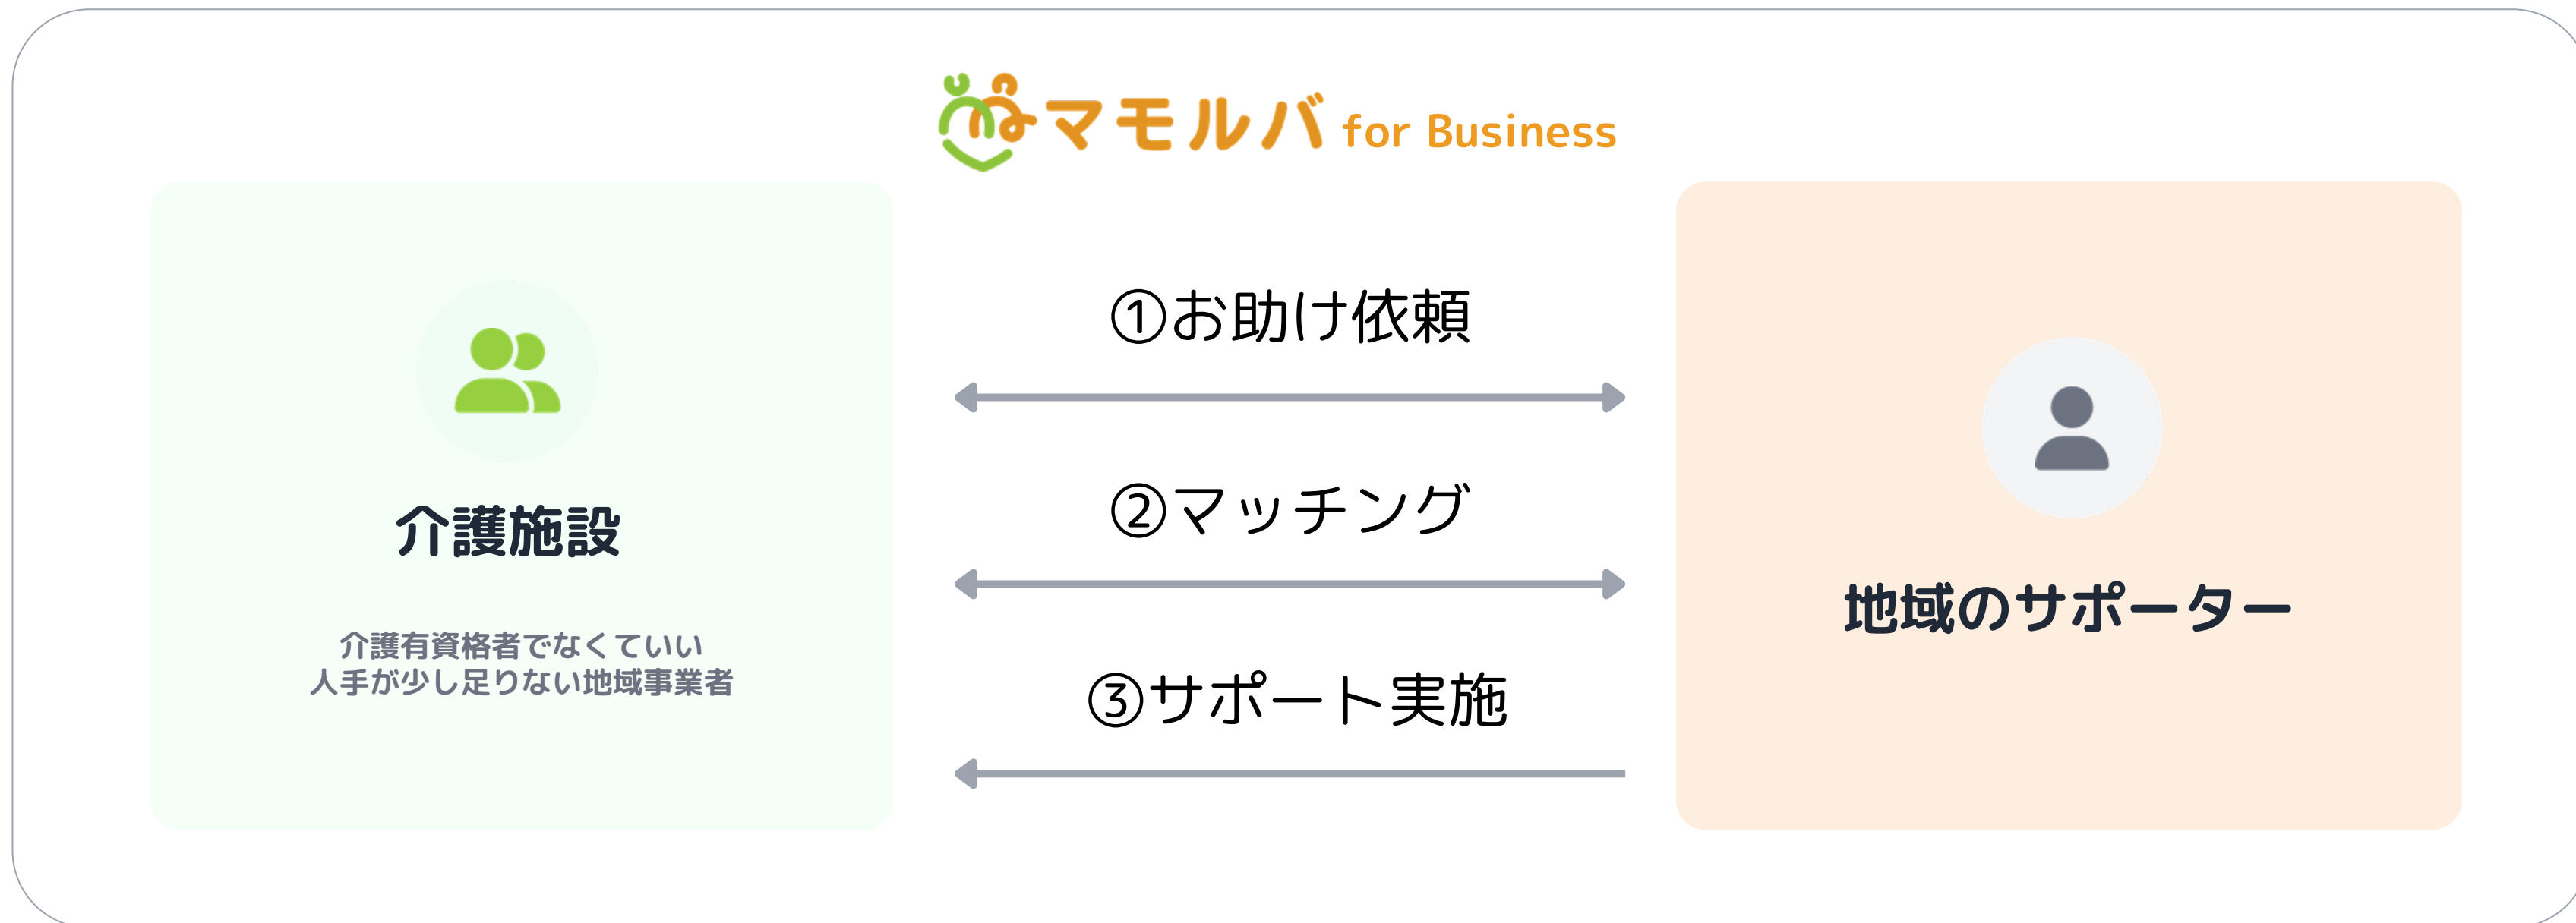 マモルバ for Business
介護施設
介護有資格者でなくていい
人手が少し足りない地域事業者
①お助け依頼
②マッチング
③サポート実施
地域のサポーター